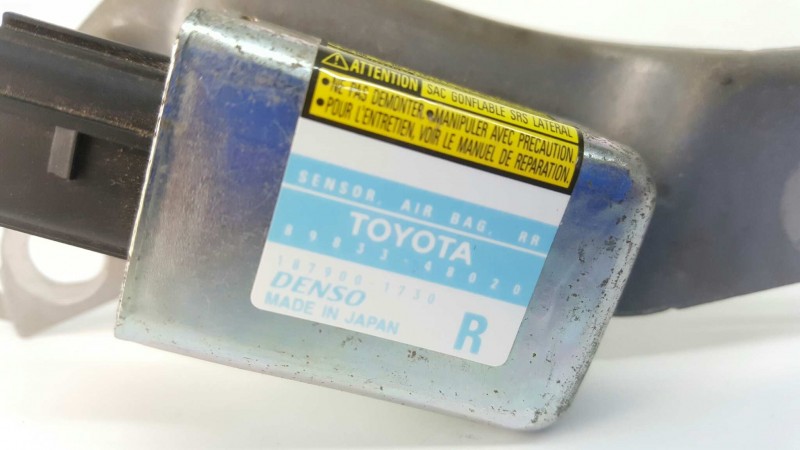 ⚠ATTENTION SAC GONFLABLE SRS LATERAL
•NE PAS DEMONTER. •MANIPULER AVEC PRECAUTION.
•POUR L'ENTRETIEN, VOIR LE MANUEL DE REPARATION.
SENSOR, AIR BAG, RR
TOYOTA
89833-48020
187900-1730
DENSO
MADE IN JAPAN
R